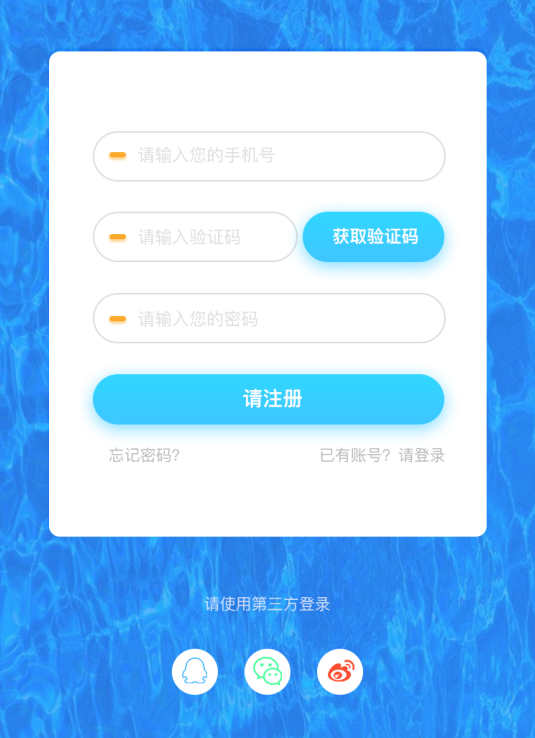 请输入您的手机号
请输入验证码 获取验证码
请输入您的密码
请注册
忘记密码? 已有账号? 请登录
请使用第三方登录